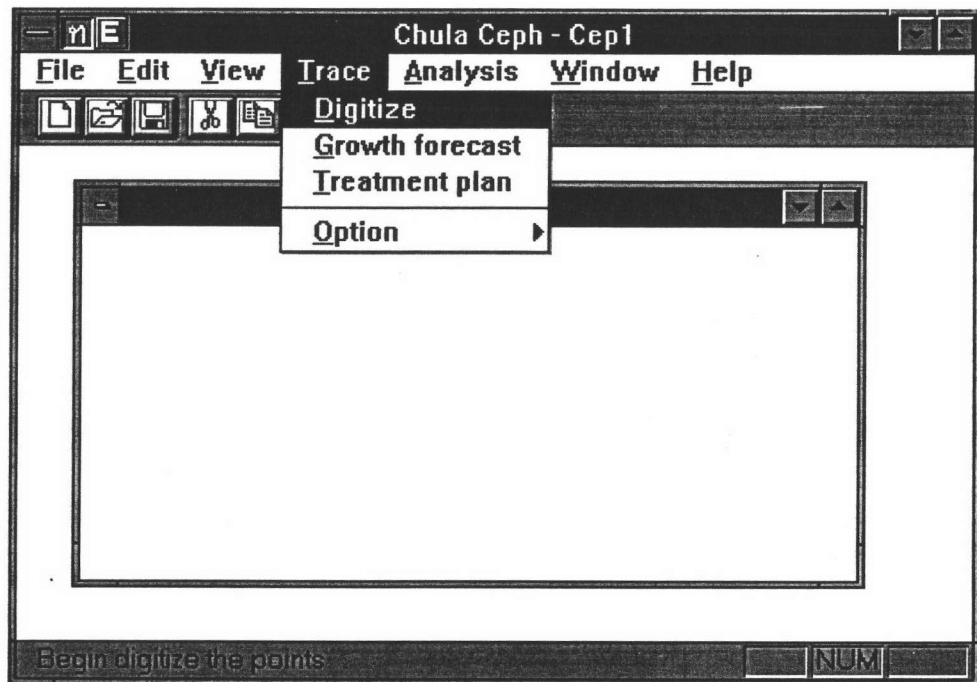 ก E Chula Ceph - Cep1
File Edit View Trace Analysis Window Help
Digitize
Growth forecast
Treatment plan
Option
Begin digitize the points NUM